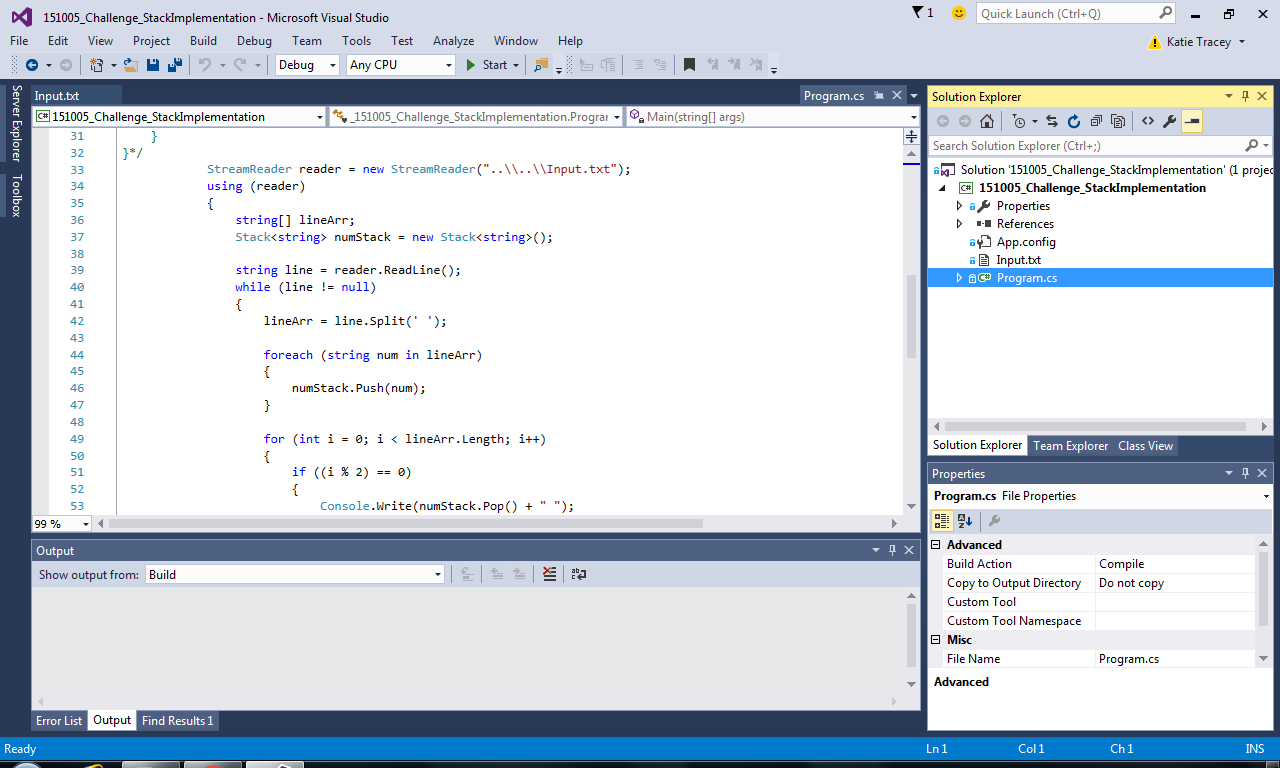 151005_Challenge_StackImplementation - Microsoft Visual Studio
1
Quick Launch (Ctrl+Q)
File Edit View Project Build Debug Team Tools Test Analyze Window Help
Katie Tracey
Debug Any CPU Start
Server Explorer
Toolbox
Input.txt Program.cs
151005_Challenge_StackImplementation _151005_Challenge_StackImplementation.Program Main(string[] args)
31 }
32 }*/
33 StreamReader reader = new StreamReader("..\\..\\Input.txt");
34 using (reader)
35 {
36 string[] lineArr;
37 Stack<string> numStack = new Stack<string>();
38
39 string line = reader.ReadLine();
40 while (line != null)
41 {
42 lineArr = line.Split(' ');
43
44 foreach (string num in lineArr)
45 {
46 numStack.Push(num);
47 }
48
49 for (int i = 0; i < lineArr.Length; i++)
50 {
51 if ((i % 2) == 0)
52 {
53 Console.Write(numStack.Pop() + " ");
99 %
Output
Show output from: Build
Error List Output Find Results 1
Solution Explorer
Search Solution Explorer (Ctrl+;)
Solution '151005_Challenge_StackImplementation' (1 projec
151005_Challenge_StackImplementation
Properties
References
App.config
Input.txt
Program.cs
Solution Explorer Team Explorer Class View
Properties
Program.cs File Properties
Advanced
Build Action Compile
Copy to Output Directory Do not copy
Custom Tool
Custom Tool Namespace
Misc
File Name Program.cs
Advanced
Ready Ln 1 Col 1 Ch 1 INS